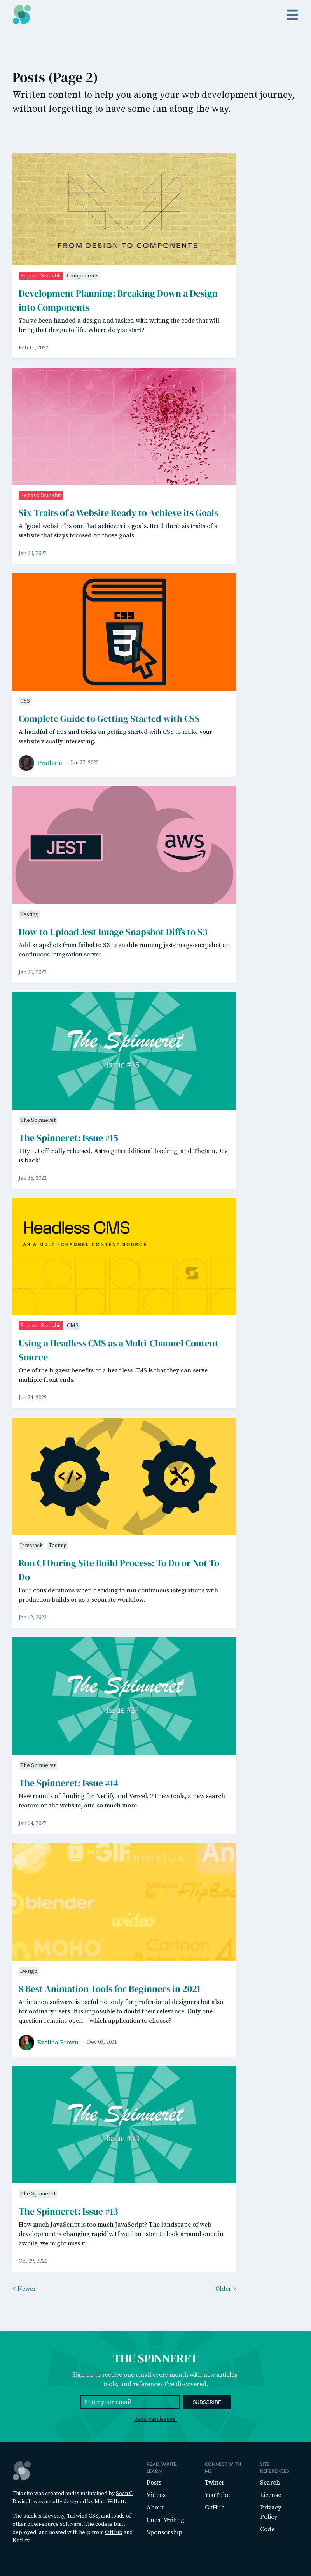 Posts (Page 2)
Written content to help you along your web development journey,
without forgetting to have some fun along the way.
FROM DESIGN TO COMPONENTS
Repost: Stackbit Components
Development Planning: Breaking Down a Design
into Components
You've been handed a design and tasked with writing the code that will
bring that design to life. Where do you start?
Feb 11, 2022
Repost: Stackbit
Six Traits of a Website Ready to Achieve its Goals
A "good website" is one that achieves its goals. Read these six traits of a
website that stays focused on those goals.
Jan 28, 2022
CSS
CSS
Complete Guide to Getting Started with CSS
A handful of tips and tricks on getting started with CSS to make your
website visually interesting.
Pratham · Jan 27, 2022
JEST
aws
Testing
How to Upload Jest Image Snapshot Diffs to S3
Add snapshots from failed to S3 to enable running jest-image-snapshot on
continuous integration server.
Jan 26, 2022
The Spinneret
Issue #15
The Spinneret
The Spinneret: Issue #15
11ty 1.0 officially released, Astro gets additional backing, and TheJam.Dev
is back!
Jan 25, 2022
Headless CMS
AS A MULTI-CHANNEL CONTENT SOURCE
Repost: Stackbit CMS
Using a Headless CMS as a Multi-Channel Content
Source
One of the biggest benefits of a headless CMS is that they can serve
multiple front ends.
Jan 24, 2022
</>
Jamstack Testing
Run CI During Site Build Process: To Do or Not To
Do
Four considerations when deciding to run continuous integrations with
production builds or as a separate workflow.
Jan 12, 2022
The Spinneret
Issue #14
The Spinneret
The Spinneret: Issue #14
New rounds of funding for Netlify and Vercel, 23 new tools, a new search
feature on the website, and so much more.
Jan 04, 2022
GIF
ANIMATOR
An
blender
FlipBoo
video
MOHO
Cartoon
Animator 4
Design
8 Best Animation Tools for Beginners in 2021
Animation software is useful not only for professional designers but also
for ordinary users. It is impossible to doubt their relevance. Only one
question remains open – which application to choose?
Evelina Brown · Dec 03, 2021
The Spinneret
Issue #13
The Spinneret
The Spinneret: Issue #13
How much JavaScript is too much JavaScript? The landscape of web
development is changing rapidly. If we don't stop to look around once in
awhile, we might miss it.
Oct 29, 2021
< Newer
Older >
THE SPINNERET
Sign up to receive one email every month with new articles,
tools, and references I've discovered.
Enter your email
SUBSCRIBE
Read past issues.
This site was created and is maintained by Sean C
Davis. It was initially designed by Matt Willett.
The stack is Eleventy, Tailwind CSS, and loads of
other open-source software. The code is built,
deployed, and hosted with help from GitHub and
Netlify.
READ, WRITE,
LEARN
Posts
Videos
About
Guest Writing
Sponsorship
CONNECT WITH
ME
Twitter
YouTube
GitHub
SITE
REFERENCES
Search
License
Privacy
Policy
Code